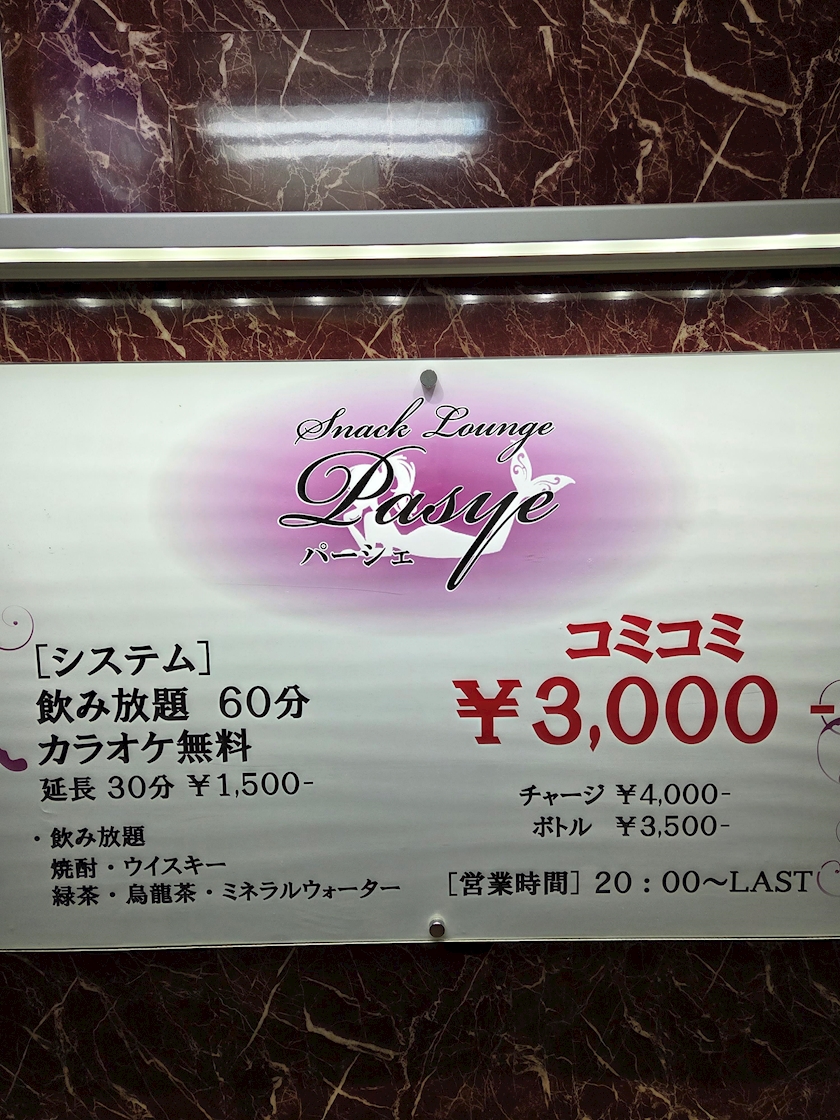 Snack Lounge
Pasye
パーシェ
[システム]
飲み放題 60分
カラオケ無料
延長 30分 ¥1,500-
・飲み放題
焼酎・ウイスキー
緑茶・烏龍茶・ミネラルウォーター
コミコミ
¥3,000-
チャージ ¥4,000-
ボトル ¥3,500-
[営業時間] 20：00～LAST